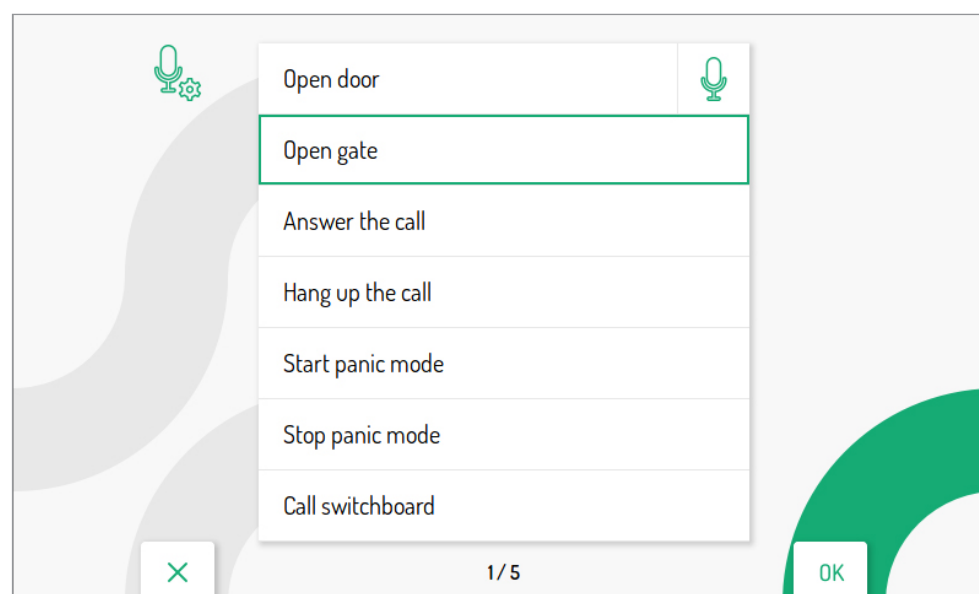 Open door
Open gate
Answer the call
Hang up the call
Start panic mode
Stop panic mode
Call switchboard
1 / 5
OK